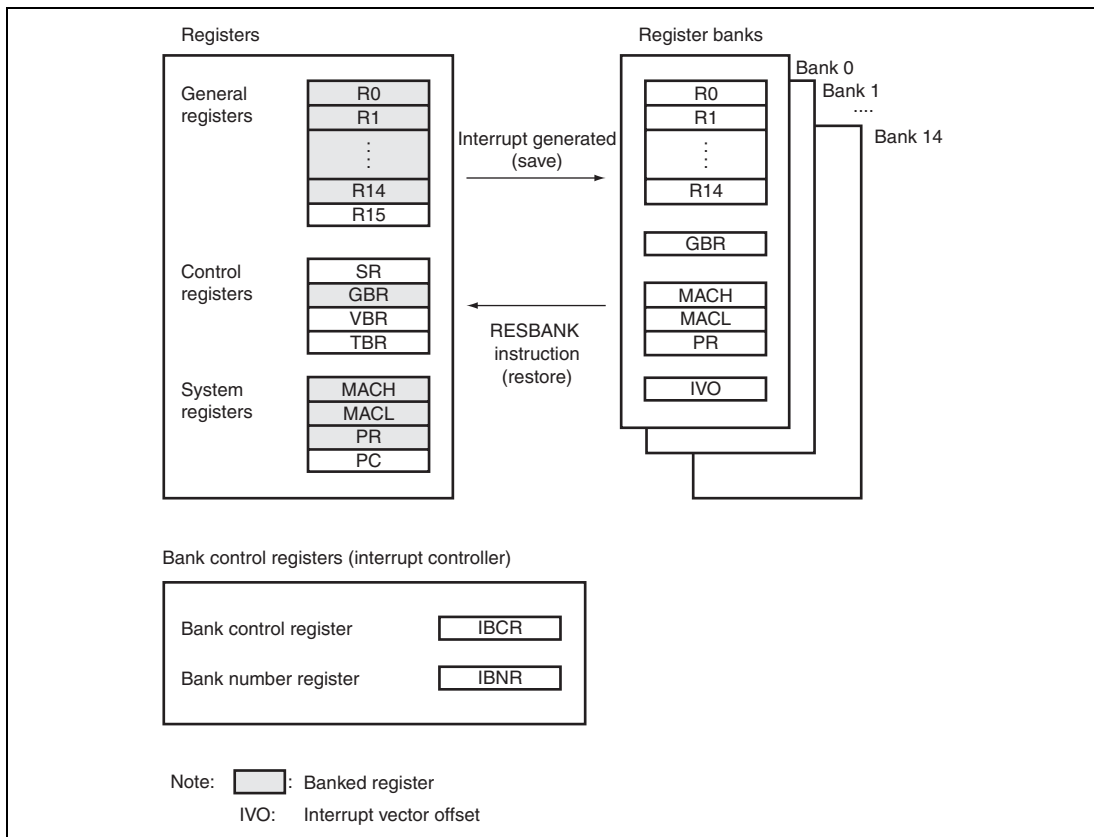 Registers
General
registers
R0
R1
⋮
R14
R15
Control
registers
SR
GBR
VBR
TBR
System
registers
MACH
MACL
PR
PC
Interrupt generated
(save)
RESBANK
instruction
(restore)
Register banks
Bank 0
Bank 1
....
Bank 14
R0
R1
⋮
R14
GBR
MACH
MACL
PR
IVO
Bank control registers (interrupt controller)
Bank control register IBCR
Bank number register IBNR
Note: : Banked register
IVO: Interrupt vector offset